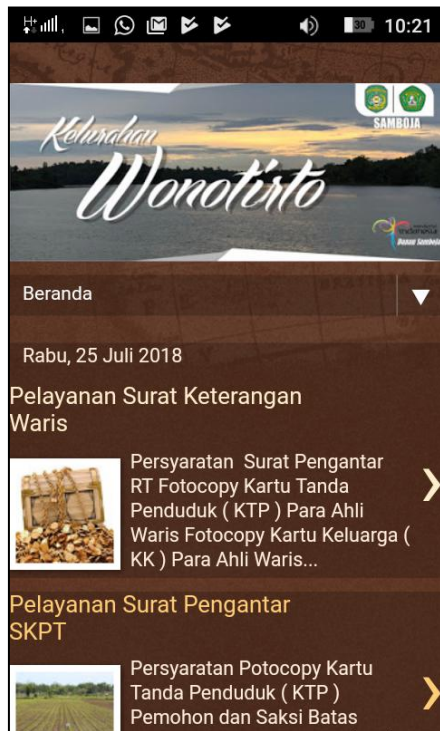 30 10:21
SAMBOJA
Kelurahan
Wonotirto
Beranda
Rabu, 25 Juli 2018
Pelayanan Surat Keterangan
Waris
Persyaratan Surat Pengantar
RT Fotocopy Kartu Tanda
Penduduk ( KTP ) Para Ahli
Waris Fotocopy Kartu Keluarga (
KK ) Para Ahli Waris...
Pelayanan Surat Pengantar
SKPT
Persyaratan Potocopy Kartu
Tanda Penduduk ( KTP )
Pemohon dan Saksi Batas